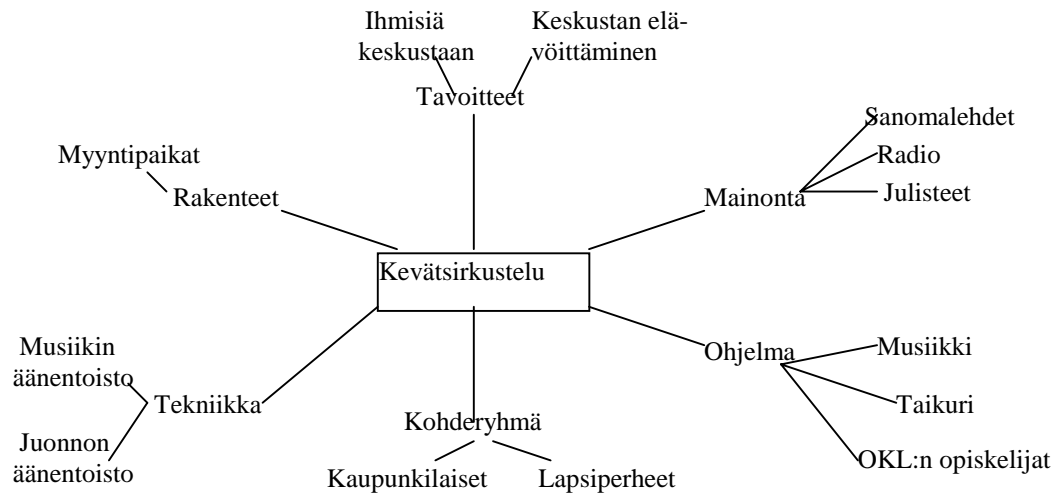 Ihmisiä
keskustaan
Keskustan elä-
vöittäminen
Tavoitteet
Sanomalehdet
Radio
Julisteet
Mainonta
Myyntipaikat
Rakenteet
Kevätsirkustelu
Musiikin
äänentoisto
Tekniikka
Juonnon
äänentoisto
Kohderyhmä
Kaupunkilaiset
Lapsiperheet
Ohjelma
Musiikki
Taikuri
OKL:n opiskelijat